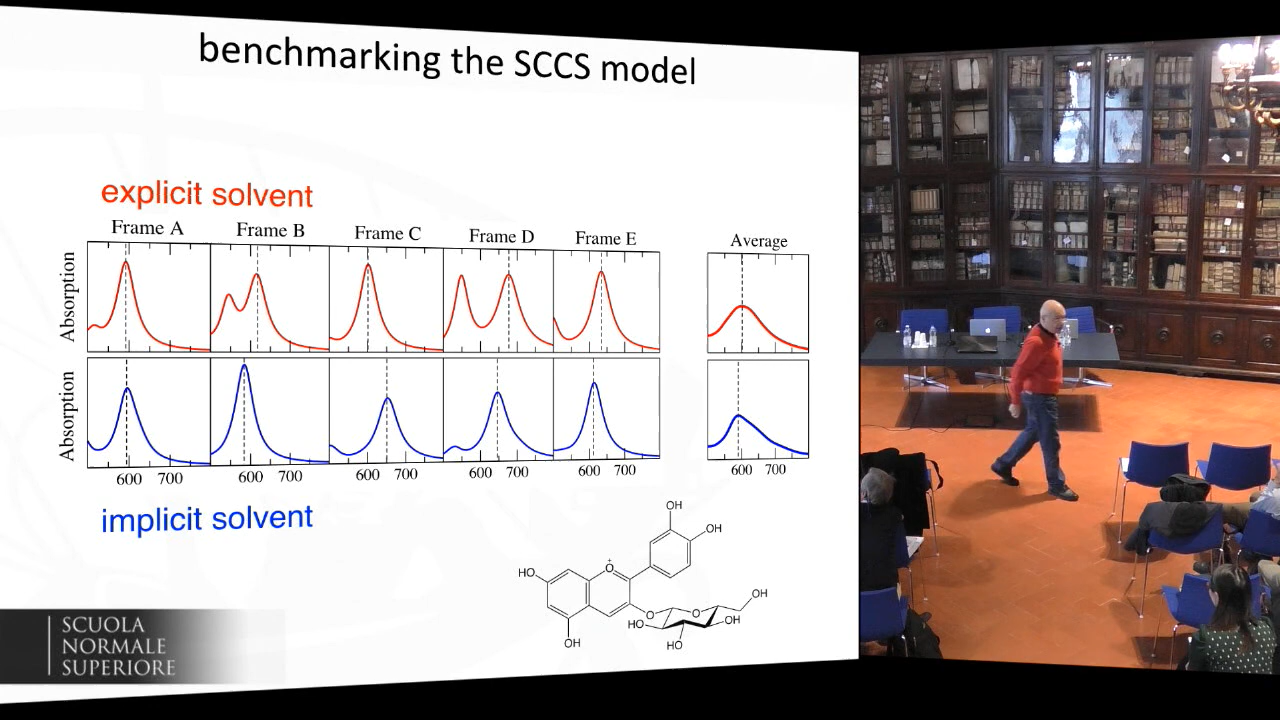 benchmarking the SCCS model
explicit solvent
Frame A
Frame B
Frame C
Frame D
Frame E
Average
Absorption
Absorption
600 700
600 700
600 700
600 700
600 700
600 700
implicit solvent
OH
OH
HO
O
+
OH
O
O
OH
HO
OH
HO
SCUOLA
NORMALE
SUPERIORE